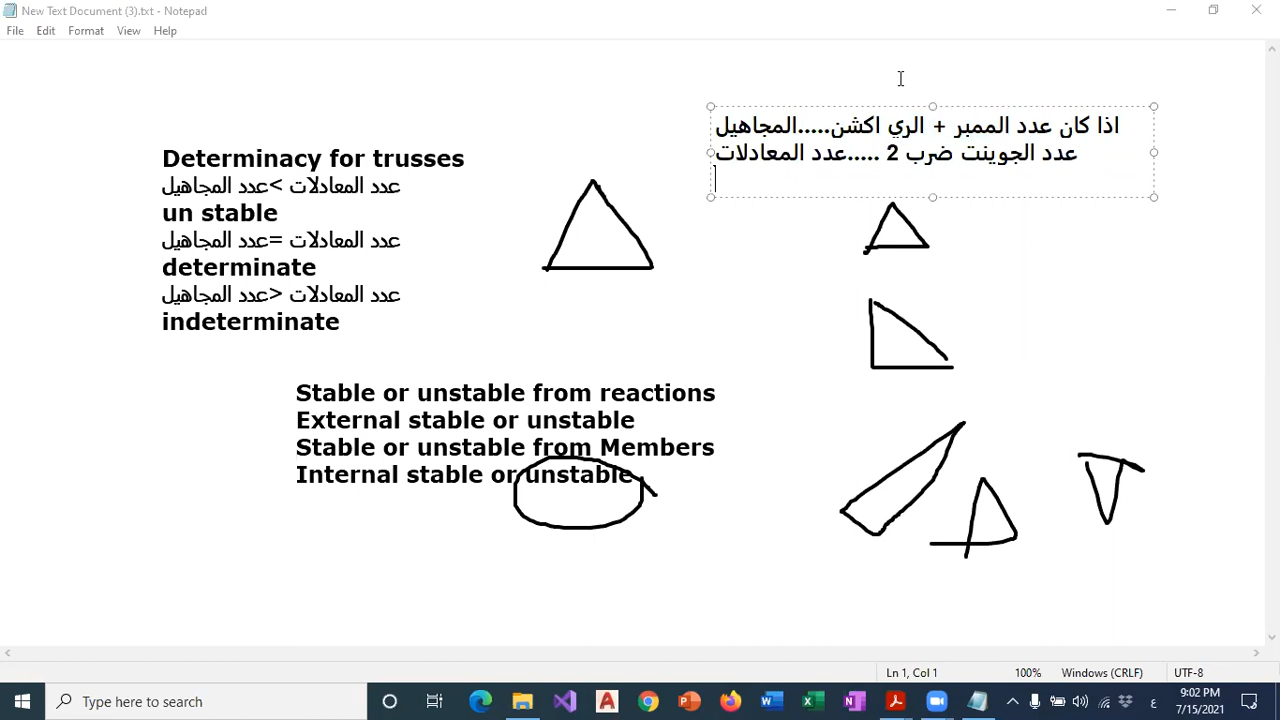 New Text Document (3).txt - Notepad
File Edit Format View Help
اذا كان عدد الممبر + الري اكشن.....المجاهيل
عدد الجوينت ضرب 2 .....عدد المعادلات
Determinacy for trusses
عدد المعادلات >عدد المجاهيل
un stable
عدد المعادلات =عدد المجاهيل
determinate
عدد المعادلات <عدد المجاهيل
indeterminate
Stable or unstable from reactions
External stable or unstable
Stable or unstable from Members
Internal stable or unstable
Ln 1, Col 1 100% Windows (CRLF) UTF-8
Type here to search
ع
9:02 PM
7/15/2021